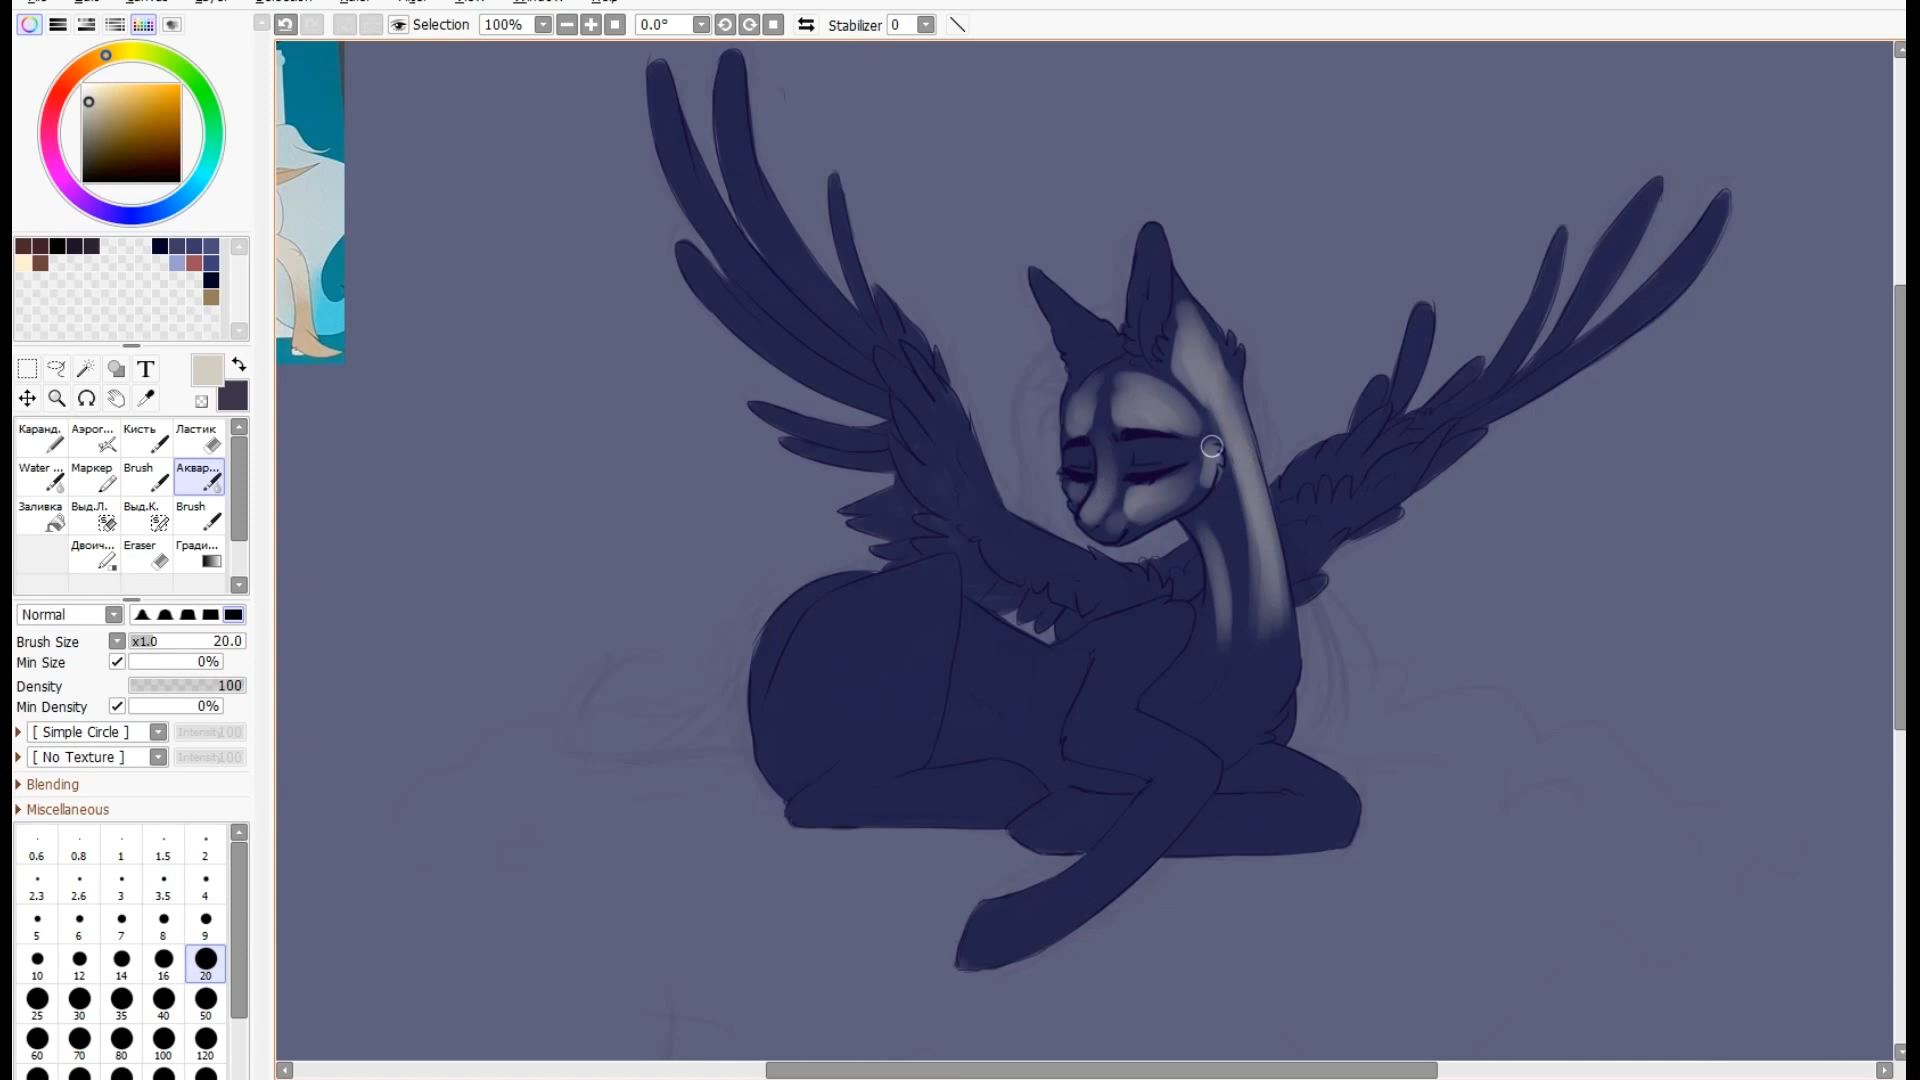 Selection 100% 0.0° Stabilizer 0
T
Каранд. Аэрог... Кисть Ластик
Water ... Маркер Brush Аквар...
Заливка Выд.Л. Выд.К. Brush
Двоич... Eraser Гради...
Normal
Brush Size x1.0 20.0
Min Size 0%
Density 100
Min Density 0%
[ Simple Circle ] Intensity 100
[ No Texture ] Intensity 100
Blending
Miscellaneous
0.6 0.8 1 1.5 2
2.3 2.6 3 3.5 4
5 6 7 8 9
10 12 14 16 20
25 30 35 40 50
60 70 80 100 120